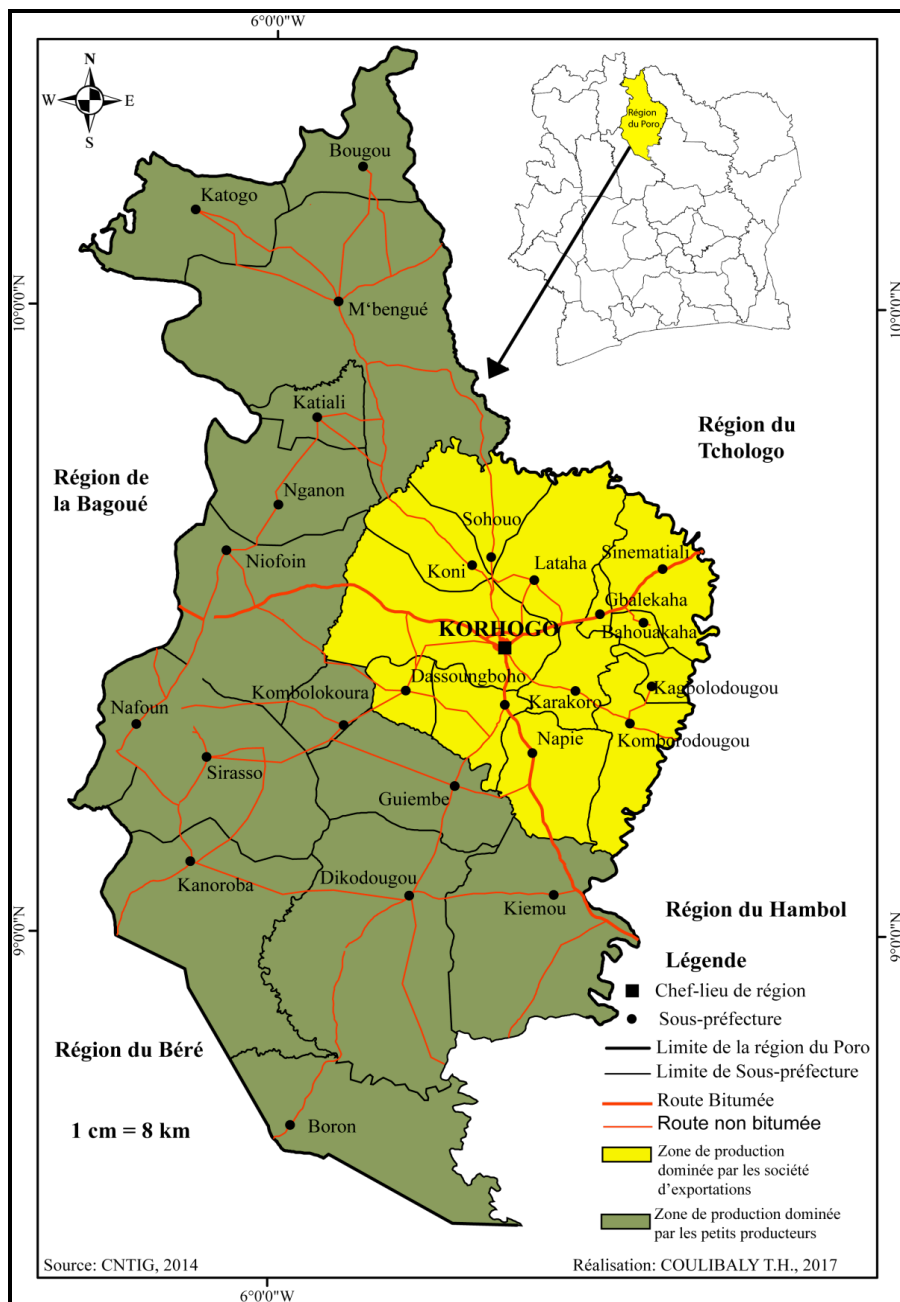 6°0'0"W
N
W
E
S
Région
du Poro
Bougou
Katogo
10°0'0"N
10°0'0"N
M'bengué
Katiali
Région du
Tchologo
Région de
la Bagoué
Nganon
Sohouo
Niofoin
Koni
Lataha
Sinematiali
Gbalekaha
Bahouakaha
KORHOGO
Dassoungboho
Kombolokoura
Kagbolodougou
Nafoun
Karakoro
Komborodougou
Napie
Sirasso
Guiembe
Kanoroba
Dikodougou
Kiemou
Région du Hambol
9°0'0"N
9°0'0"N
Légende
Chef-lieu de région
Sous-préfecture
Limite de la région du Poro
Limite de Sous-préfecture
Route Bitumée
Route non bitumée
Zone de production
dominée par les société
d'exportations
Zone de production dominée
par les petits producteurs
Région du Béré
1 cm = 8 km
Boron
Source: CNTIG, 2014
Réalisation: COULIBALY T.H., 2017
6°0'0"W